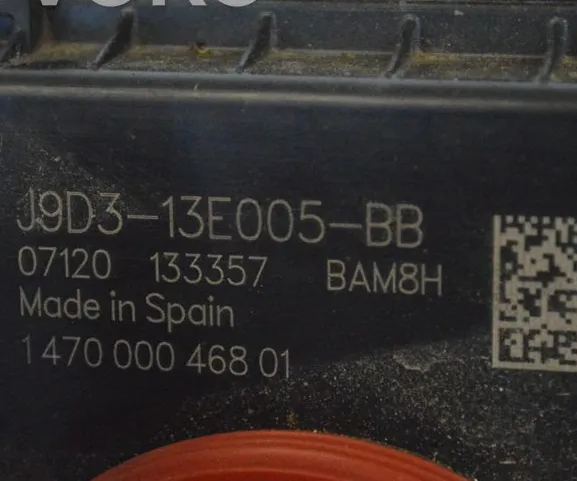 J9D3-13E005-BB
07120 133357 BAM8H
Made in Spain
1 470 000 468 01